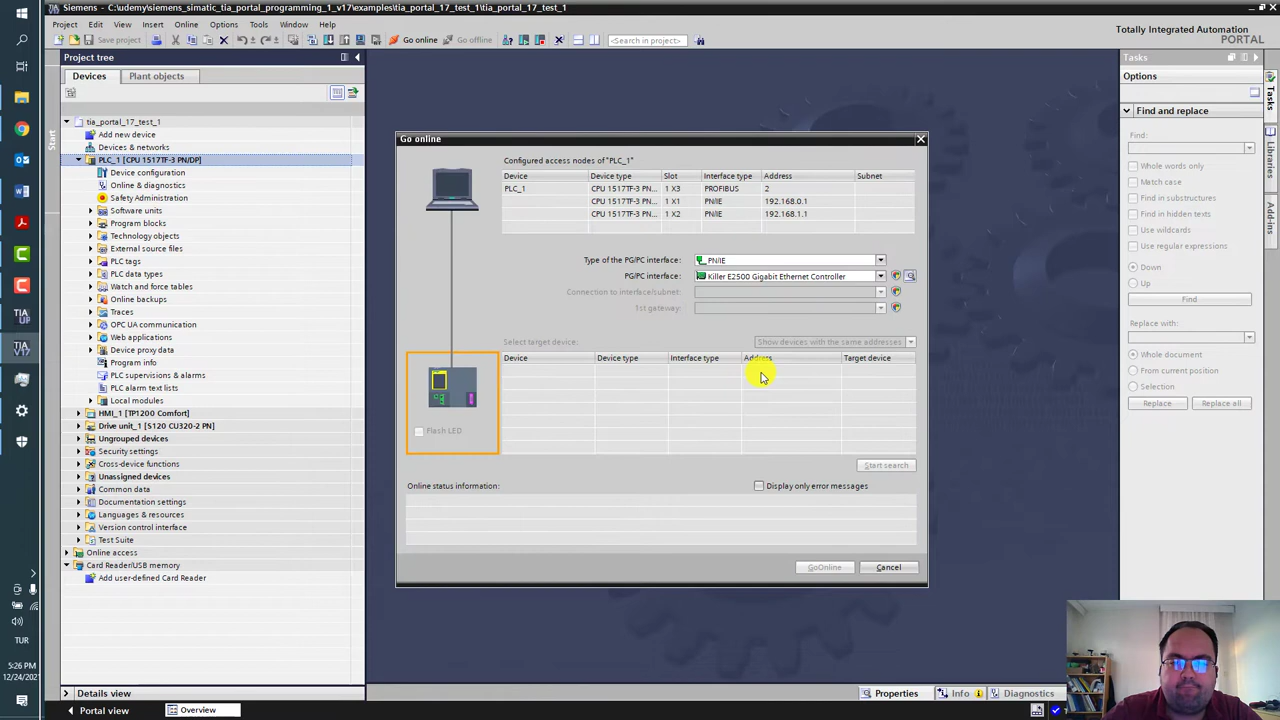 Siemens - C:\udemy\siemens_simatic_tia_portal_programming_1_v17\examples\tia_portal_17_test_1\tia_portal_17_test_1
Project Edit View Insert Online Options Tools Window Help
Totally Integrated Automation
PORTAL
Save project Go online Go offline <Search in project>
Project tree
Devices Plant objects
Start
tia_portal_17_test_1
Add new device
Devices & networks
PLC_1 [CPU 1517TF-3 PN/DP]
Device configuration
Online & diagnostics
Safety Administration
Software units
Program blocks
Technology objects
External source files
PLC tags
PLC data types
Watch and force tables
Online backups
Traces
OPC UA communication
Web applications
Device proxy data
Program info
PLC supervisions & alarms
PLC alarm text lists
Local modules
HMI_1 [TP1200 Comfort]
Drive unit_1 [S120 CU320-2 PN]
Ungrouped devices
Security settings
Cross-device functions
Unassigned devices
Common data
Documentation settings
Languages & resources
Version control interface
Test Suite
Online access
Card Reader/USB memory
Add user-defined Card Reader
Details view
Portal view Overview
Go online
Configured access nodes of "PLC_1"
Device Device type Slot Interface type Address Subnet
PLC_1 CPU 1517TF-3 PN... 1 X3 PROFIBUS 2
CPU 1517TF-3 PN... 1 X1 PN/IE 192.168.0.1
CPU 1517TF-3 PN... 1 X2 PN/IE 192.168.1.1
Type of the PG/PC interface: PN/IE
PG/PC interface: Killer E2500 Gigabit Ethernet Controller
Connection to interface/subnet:
1st gateway:
Select target device: Show devices with the same addresses
Device Device type Interface type Address Target device
Flash LED
Start search
Online status information: Display only error messages
GoOnline Cancel
Tasks
Options
Find and replace
Find:
Whole words only
Match case
Find in substructures
Find in hidden texts
Use wildcards
Use regular expressions
Down
Up
Find
Replace with:
Whole document
From current position
Selection
Replace Replace all
Tasks
Libraries
Add-ins
Properties Info Diagnostics
TUR
5:26 PM
12/24/2021